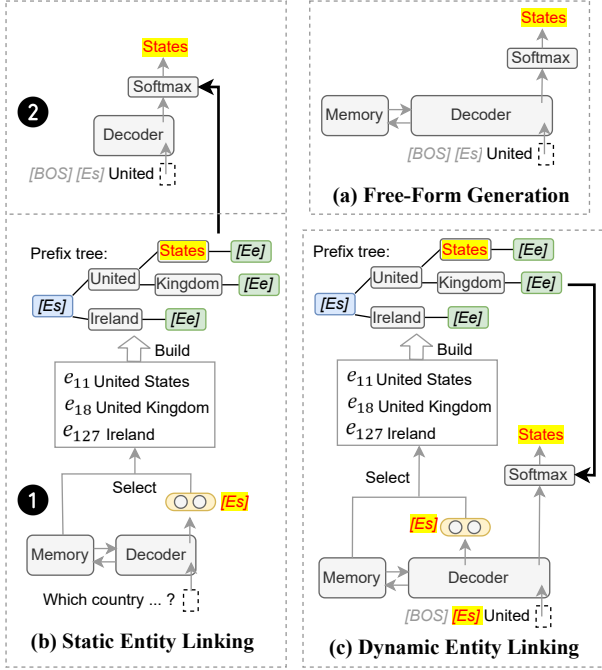 States
Softmax
2
Decoder
[BOS] [Es] United
Prefix tree:
States
[Ee]
United
Kingdom
[Ee]
[Es]
Ireland
[Ee]
Build
e11 United States
e18 United Kingdom
e127 Ireland
Select
1
[Es]
Memory
Decoder
Which country ... ?
(b) Static Entity Linking
States
Softmax
Memory
Decoder
[BOS] [Es] United
(a) Free-Form Generation
Prefix tree:
States
[Ee]
United
Kingdom
[Ee]
[Es]
Ireland
[Ee]
Build
e11 United States
e18 United Kingdom
e127 Ireland
States
Select
Softmax
[Es]
Memory
Decoder
[BOS] [Es] United
(c) Dynamic Entity Linking